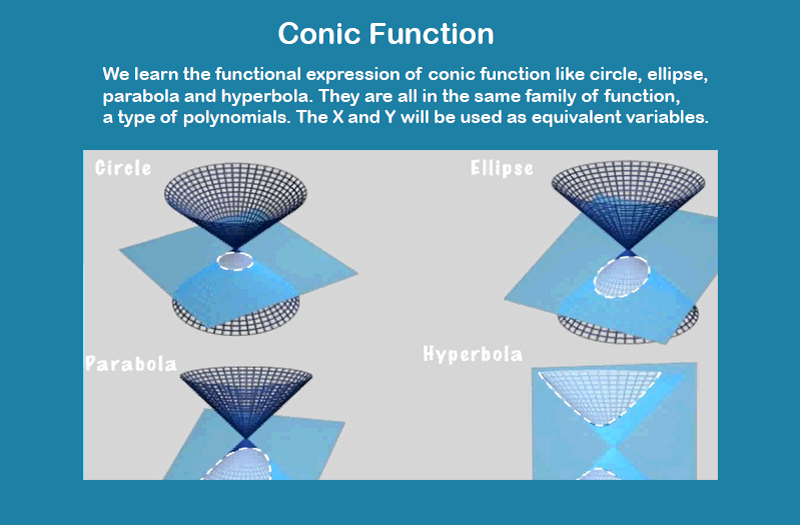 Conic Function
We learn the functional expression of conic function like circle, ellipse,
parabola and hyperbola. They are all in the same family of function,
a type of polynomials. The X and Y will be used as equivalent variables.
Circle
Ellipse
Parabola
Hyperbola